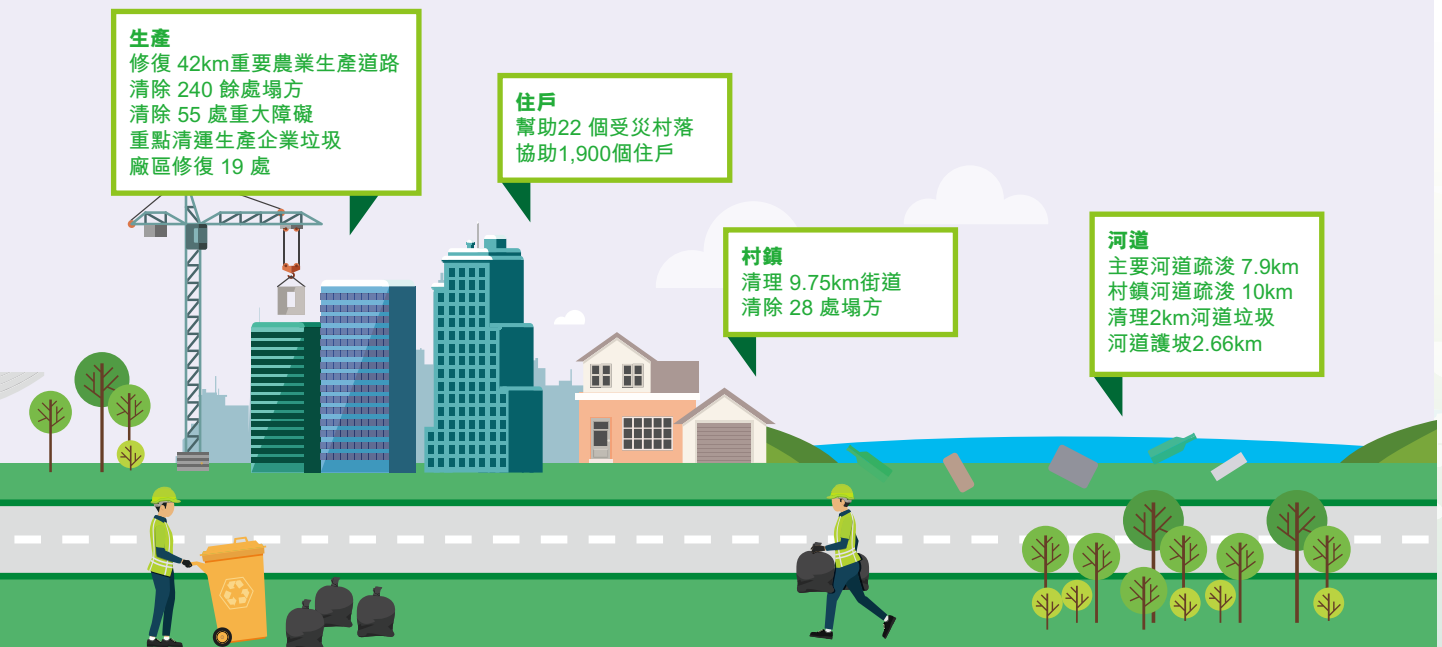 生產
修復 42km重要農業生產道路
清除 240 餘處塌方
清除 55 處重大障礙
重點清運生產企業垃圾
廠區修復 19 處
住戶
幫助22 個受災村落
協助1,900個住戶
村鎮
清理 9.75km街道
清除 28 處塌方
河道
主要河道疏浚 7.9km
村鎮河道疏浚 10km
清理2km河道垃圾
河道護坡2.66km